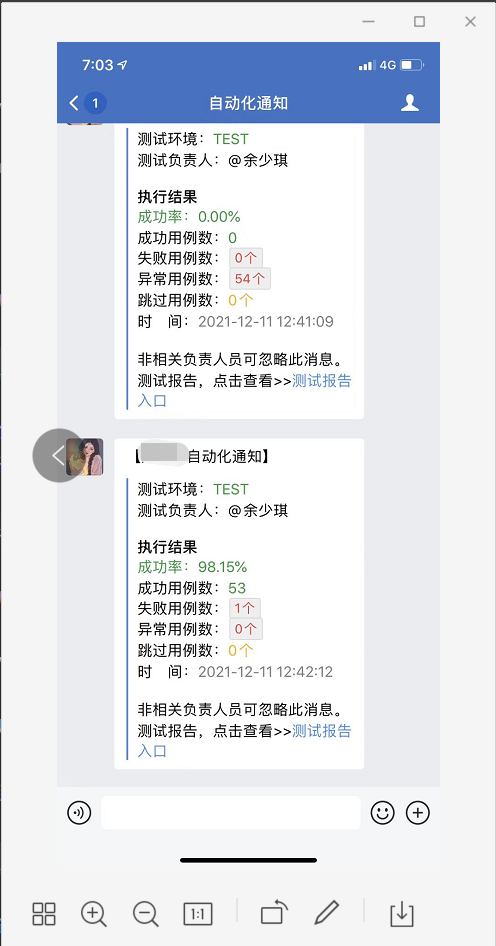 7:03
4G
1
自动化通知
测试环境：TEST
测试负责人：@余少琪
执行结果
成功率：0.00%
成功用例数：0
失败用例数：0个
异常用例数：54个
跳过用例数：0个
时　间：2021-12-11 12:41:09
非相关负责人员可忽略此消息。
测试报告，点击查看>>测试报告
入口
【自动化通知】
测试环境：TEST
测试负责人：@余少琪
执行结果
成功率：98.15%
成功用例数：53
失败用例数：1个
异常用例数：0个
跳过用例数：0个
时　间：2021-12-11 12:42:12
非相关负责人员可忽略此消息。
测试报告，点击查看>>测试报告
入口
1:1